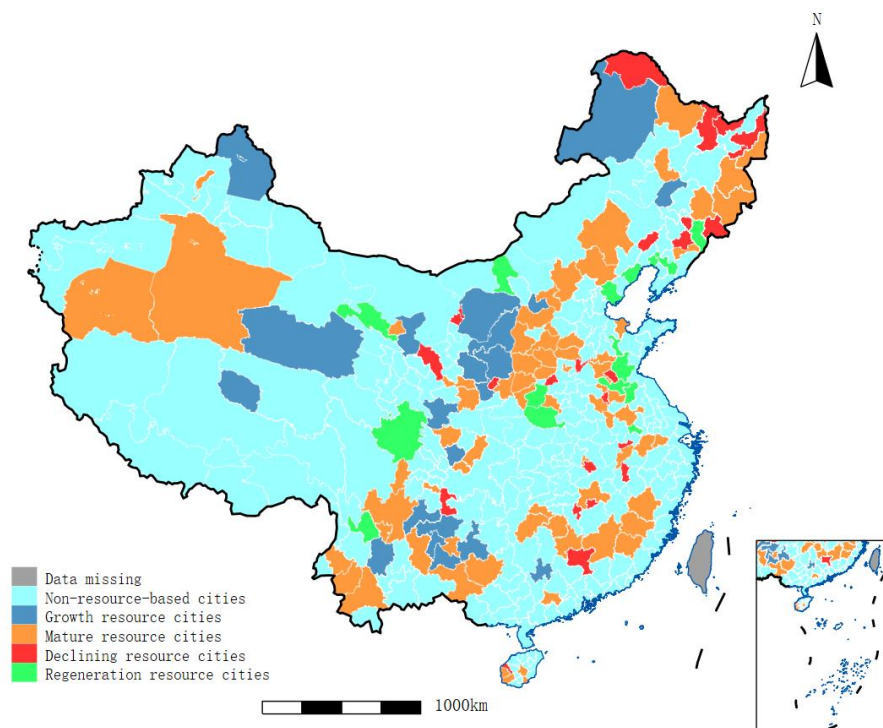 N
Data missing
Non-resource-based cities
Growth resource cities
Mature resource cities
Declining resource cities
Regeneration resource cities
1000km